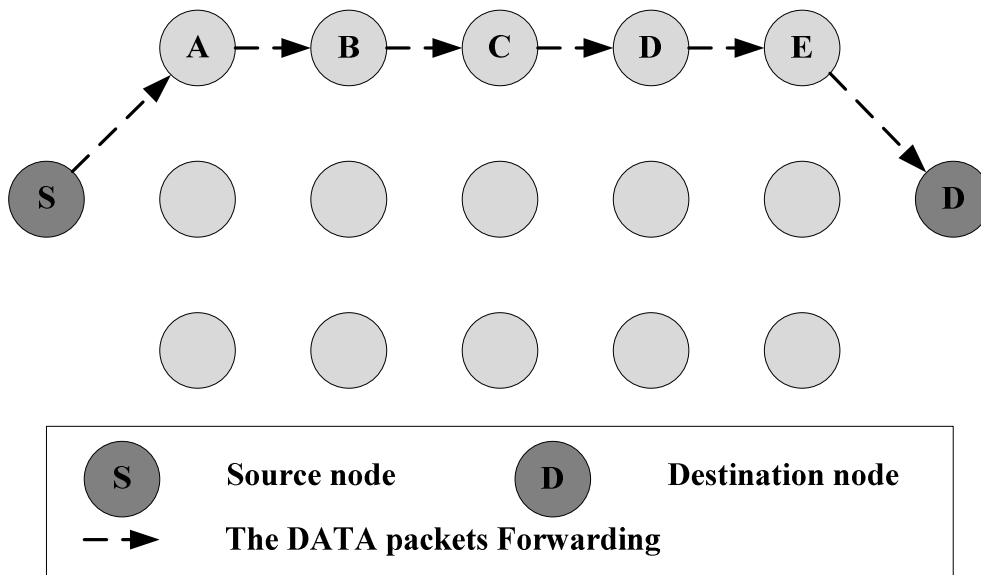 A B C D E
S D
S Source node D Destination node
The DATA packets Forwarding